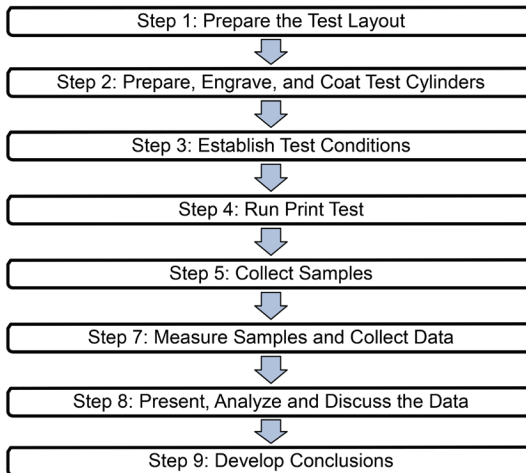 Step 1: Prepare the Test Layout
Step 2: Prepare, Engrave, and Coat Test Cylinders
Step 3: Establish Test Conditions
Step 4: Run Print Test
Step 5: Collect Samples
Step 7: Measure Samples and Collect Data
Step 8: Present, Analyze and Discuss the Data
Step 9: Develop Conclusions